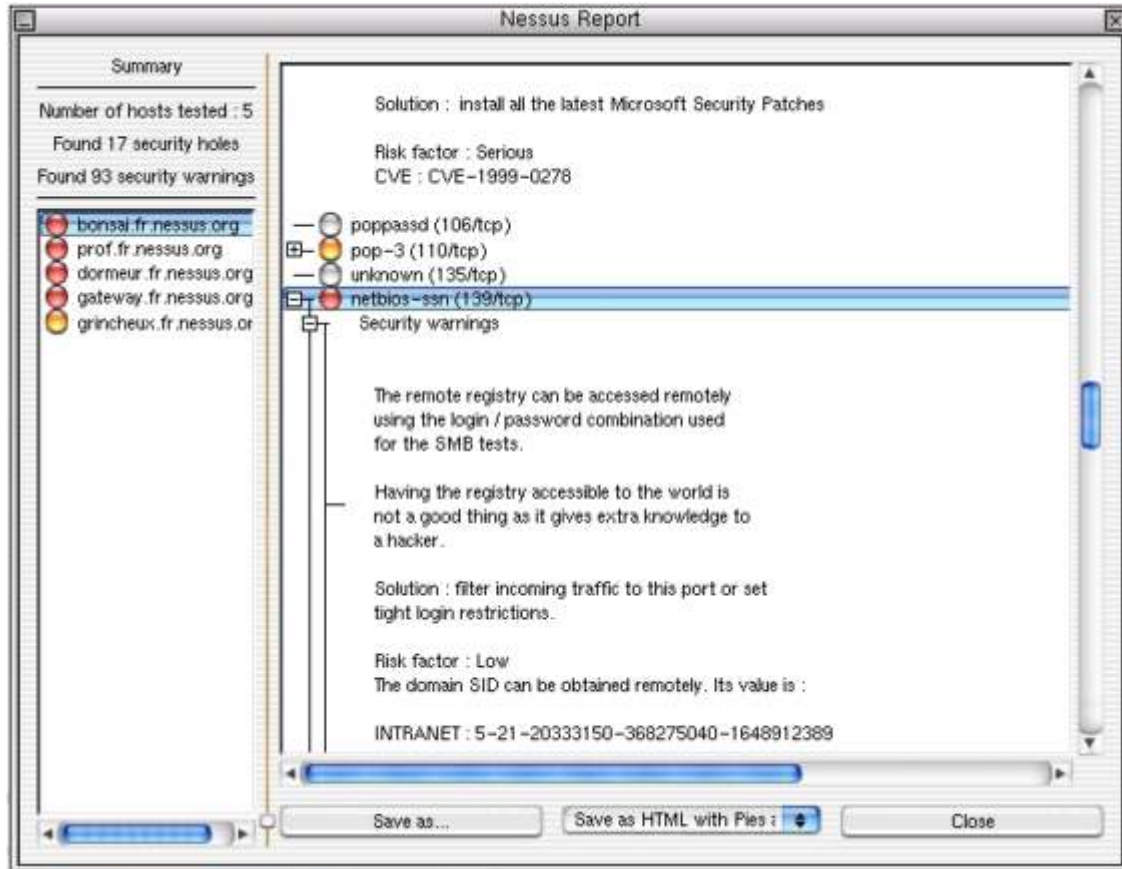 Nessus Report
Summary
Number of hosts tested : 5
Found 17 security holes
Found 93 security warnings
bonsai.fr.nessus.org
prof.fr.nessus.org
dormeur.fr.nessus.org
gateway.fr.nessus.org
grincheux.fr.nessus.or
Solution : install all the latest Microsoft Security Patches
Risk factor : Serious
CVE : CVE-1999-0278
poppassd (106/tcp)
pop-3 (110/tcp)
unknown (135/tcp)
netbios-ssn (139/tcp)
Security warnings
The remote registry can be accessed remotely
using the login / password combination used
for the SMB tests.
Having the registry accessible to the world is
not a good thing as it gives extra knowledge to
a hacker.
Solution : filter incoming traffic to this port or set
tight login restrictions.
Risk factor : Low
The domain SID can be obtained remotely. Its value is :
INTRANET : 5-21-20333150-368275040-1648912389
Save as...
Save as HTML with Pies a
Close